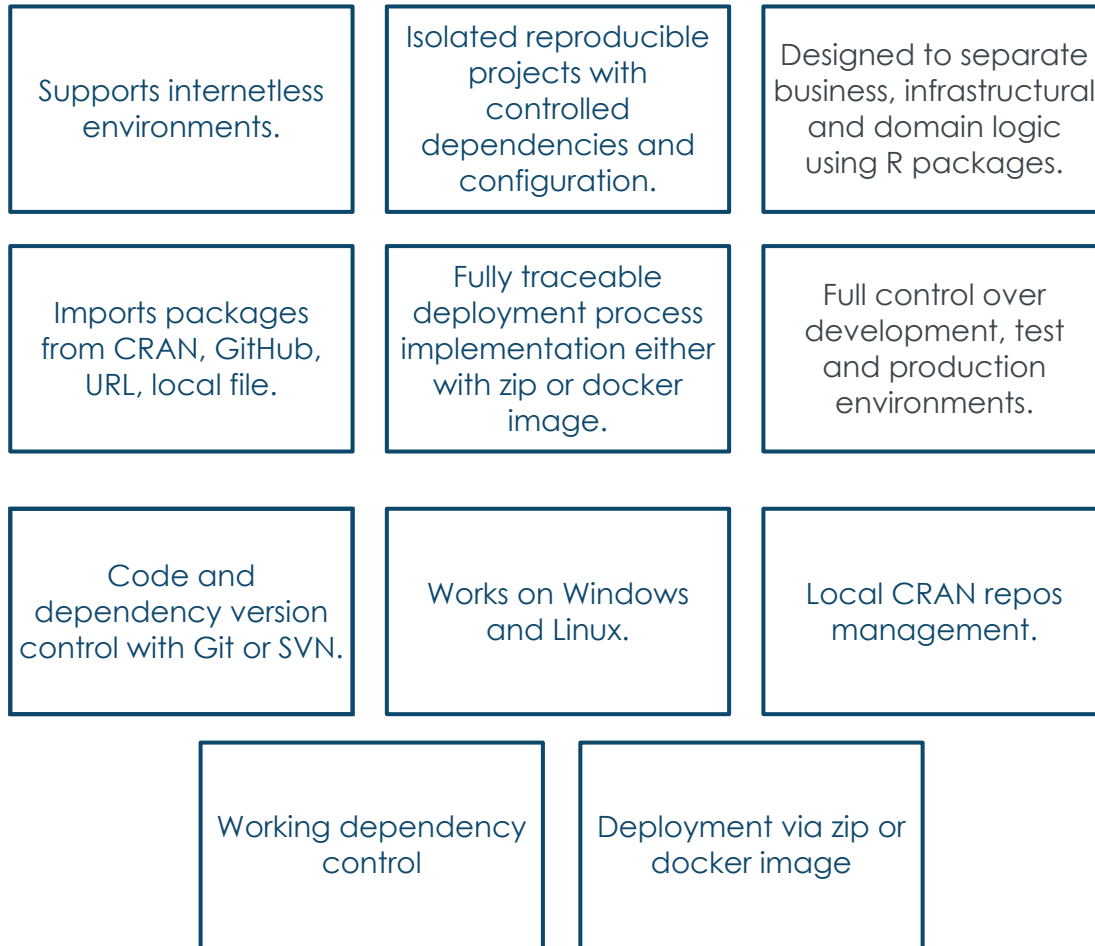 Supports internetless
environments.
Isolated reproducible
projects with
controlled
dependencies and
configuration.
Designed to separate
business, infrastructural
and domain logic
using R packages.
Imports packages
from CRAN, GitHub,
URL, local file.
Fully traceable
deployment process
implementation either
with zip or docker
image.
Full control over
development, test
and production
environments.
Code and
dependency version
control with Git or SVN.
Works on Windows
and Linux.
Local CRAN repos
management.
Working dependency
control
Deployment via zip or
docker image